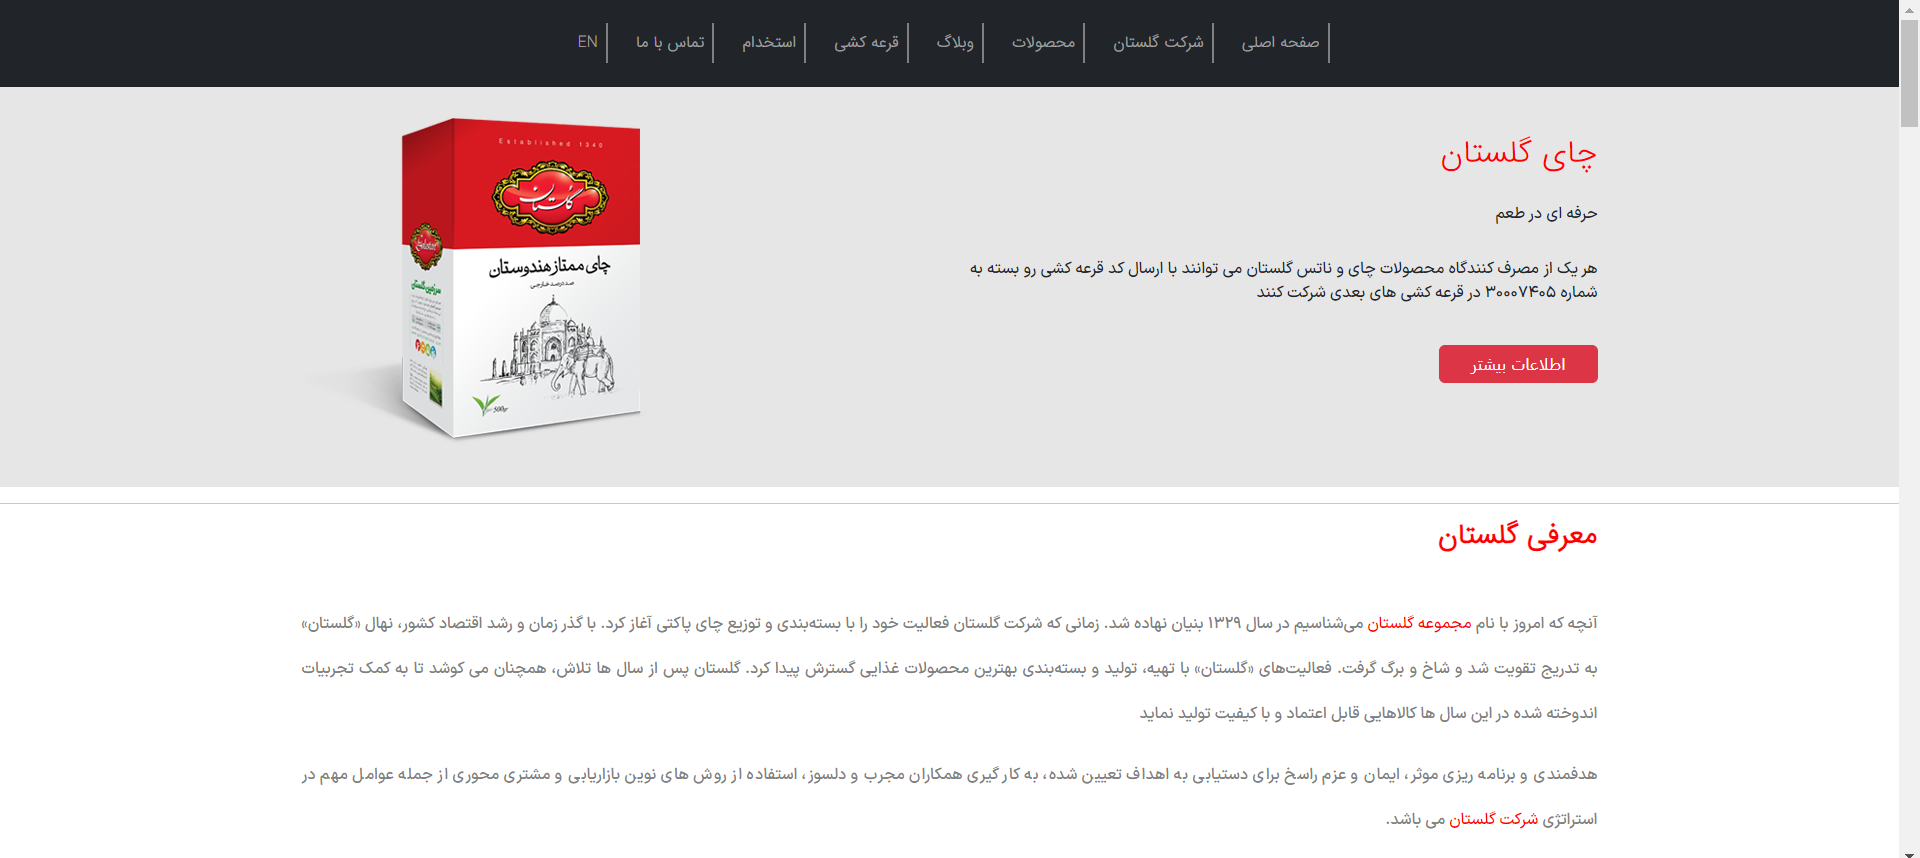 صفحه اصلی
شرکت گلستان
محصولات
وبلاگ
قرعه کشی
استخدام
تماس با ما
EN
چای گلستان
حرفه ای در طعم
هر یک از مصرف کنندگاه محصولات چای و ناتس گلستان می توانند با ارسال کد قرعه کشی رو بسته به
شماره ۳۰۰۰۷۴۰۵ در قرعه کشی های بعدی شرکت کنند
اطلاعات بیشتر
Established 1340
گلستان
چای ممتاز هندوستان
صد درصد خارجی
Golestan
سرزمین گلستان
500gr
معرفی گلستان
آنچه که امروز با نام مجموعه گلستان می‌شناسیم در سال ۱۳۲۹ بنیان نهاده شد. زمانی که شرکت گلستان فعالیت خود را با بسته‌بندی و توزیع چای پاکتی آغاز کرد. با گذر زمان و رشد اقتصاد کشور، نهال «گلستان»
به تدریج تقویت شد و شاخ و برگ گرفت. فعالیت‌های «گلستان» با تهیه، تولید و بسته‌بندی بهترین محصولات غذایی گسترش پیدا کرد. گلستان پس از سال ها تلاش، همچنان می کوشد تا به کمک تجربیات
اندوخته شده در این سال ها کالاهایی قابل اعتماد و با کیفیت تولید نماید
هدفمندی و برنامه ریزی موثر، ایمان و عزم راسخ برای دستیابی به اهداف تعیین شده، به کار گیری همکاران مجرب و دلسوز، استفاده از روش های نوین بازاریابی و مشتری محوری از جمله عوامل مهم در
استراتژی شرکت گلستان می باشد.